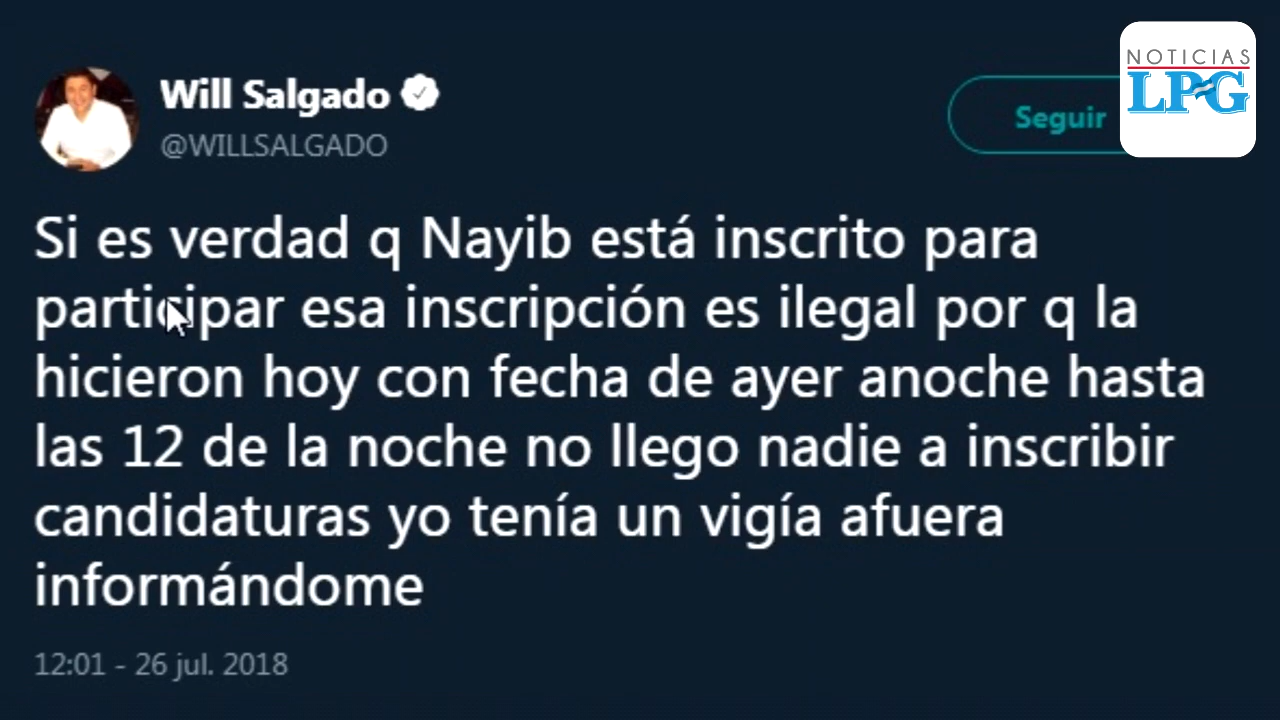 NOTICIAS
LPG
Will Salgado
@WILLSALGADO
Seguir
Si es verdad q Nayib está inscrito para
participar esa inscripción es ilegal por q la
hicieron hoy con fecha de ayer anoche hasta
las 12 de la noche no llego nadie a inscribir
candidaturas yo tenía un vigía afuera
informándome
12:01 - 26 jul. 2018